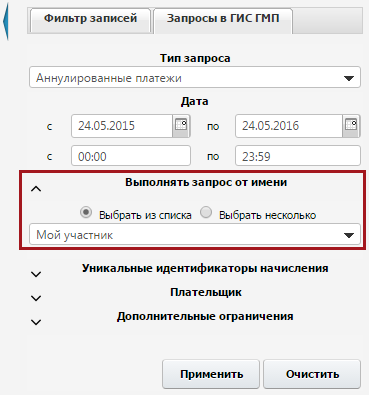 Фильтр записей Запросы в ГИС ГМП
Тип запроса
Аннулированные платежи
Дата
с 24.05.2015 по 24.05.2016
с 00:00 по 23:59
Выполнять запрос от имени
Выбрать из списка Выбрать несколько
Мой участник
Уникальные идентификаторы начисления
Плательщик
Дополнительные ограничения
Применить Очистить